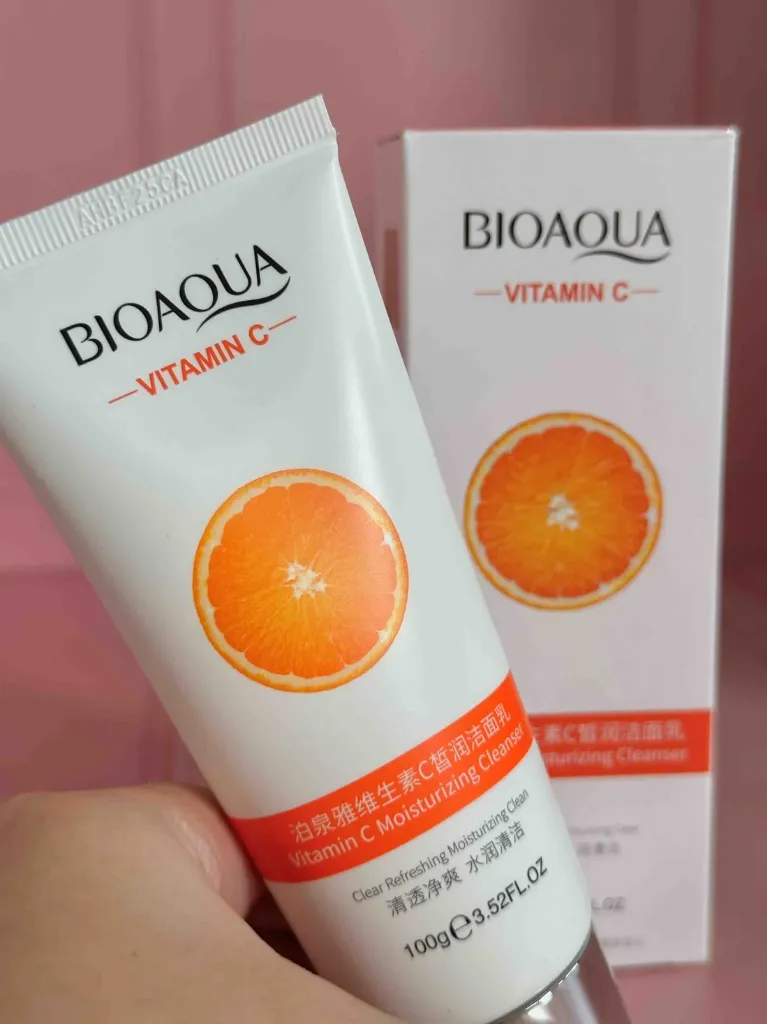 BIOAQUA
VITAMIN C
泊泉雅维生素C皙润洁面乳
Vitamin C Moisturizing Cleanser
Clear Refreshing Moisturizing Clean
清透净爽 水润清洁
100g℮3.52FL.OZ
BIOAQUA
VITAMIN C
生素C皙润洁面乳
sturizing Cleanser